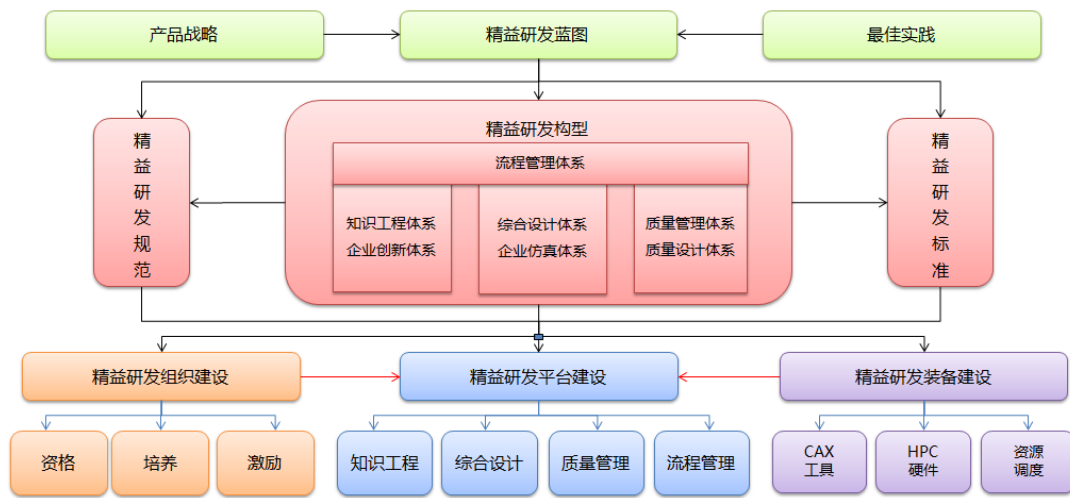 产品战略
精益研发蓝图
最佳实践
精益研发规范
精益研发构型
流程管理体系
知识工程体系
企业创新体系
综合设计体系
企业仿真体系
质量管理体系
质量设计体系
精益研发标准
精益研发组织建设
精益研发平台建设
精益研发装备建设
资格
培养
激励
知识工程
综合设计
质量管理
流程管理
CAX
工具
HPC
硬件
资源
调度